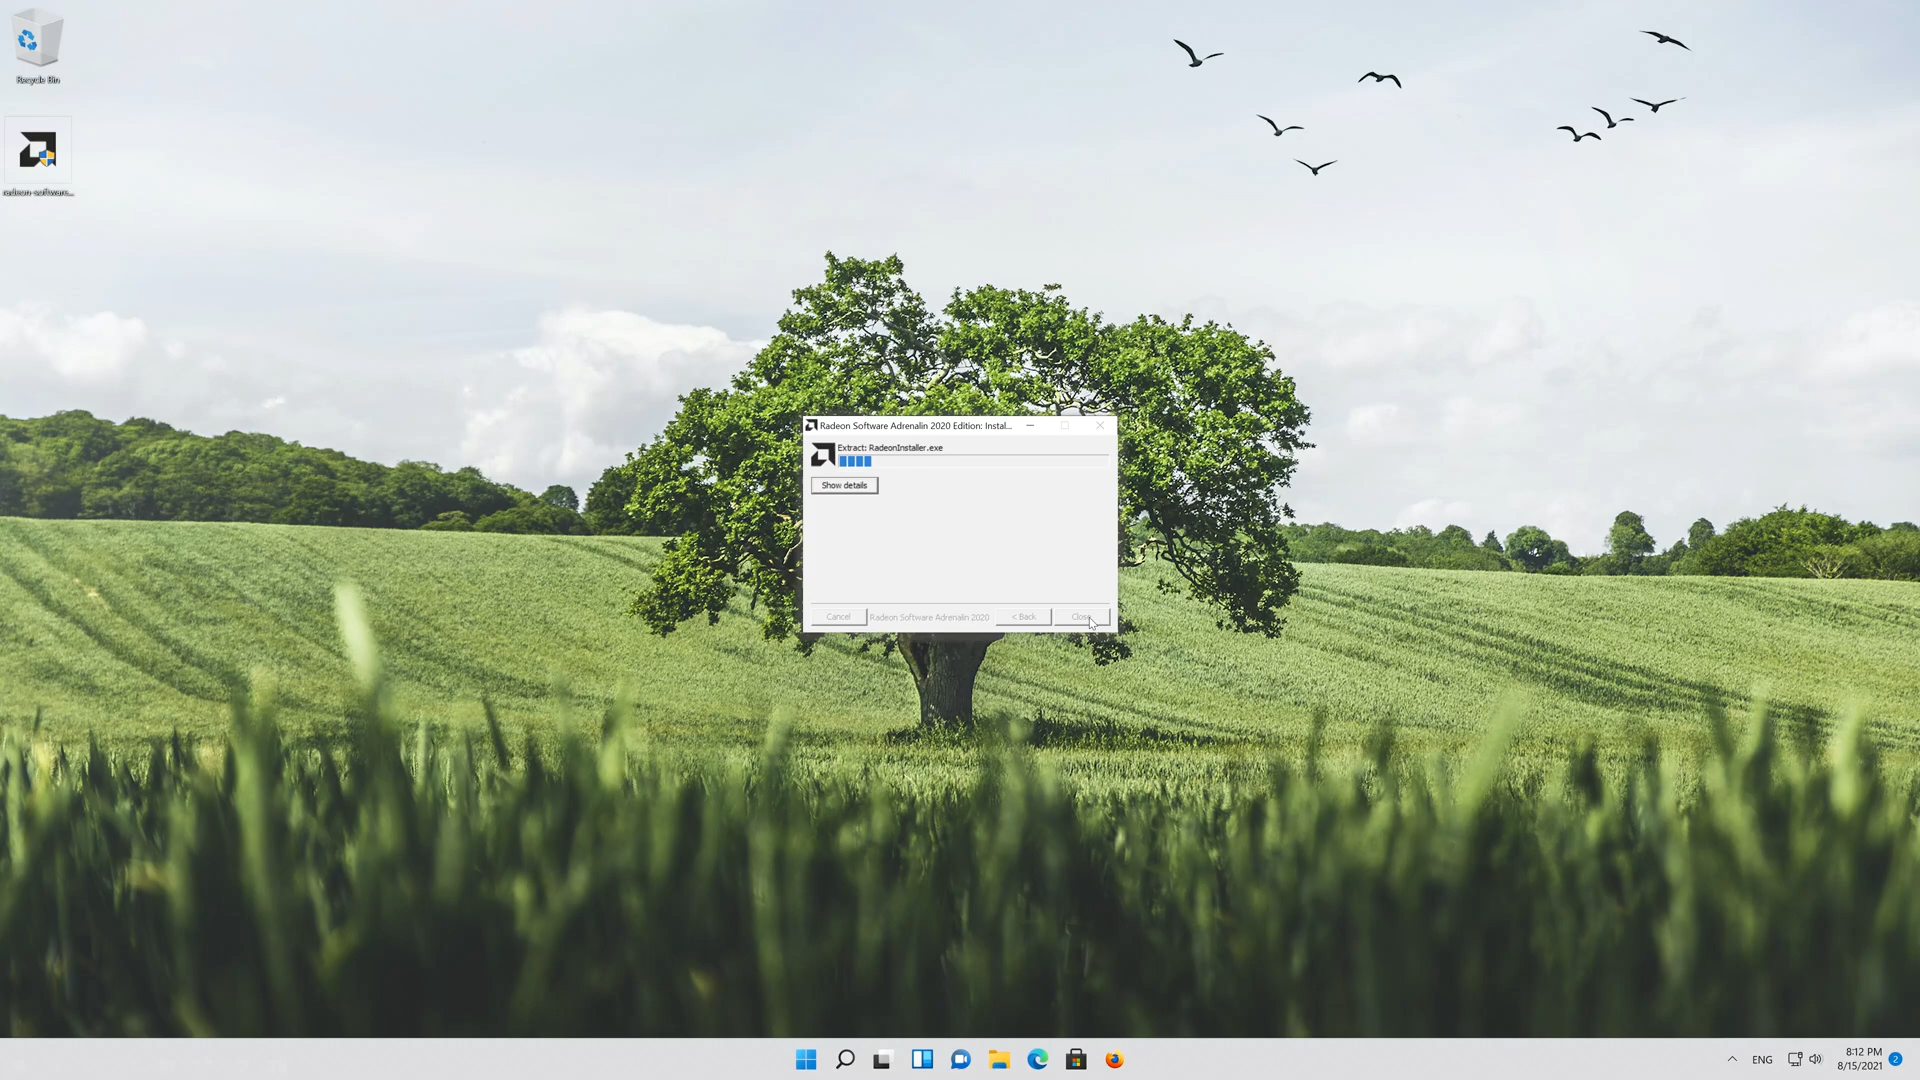 Recycle Bin
radeon-software...
Radeon Software Adrenalin 2020 Edition: Instal...
Extract: RadeonInstaller.exe
Show details
Cancel
Radeon Software Adrenalin 2020
< Back
Close
ENG
8:12 PM
8/15/2021
2